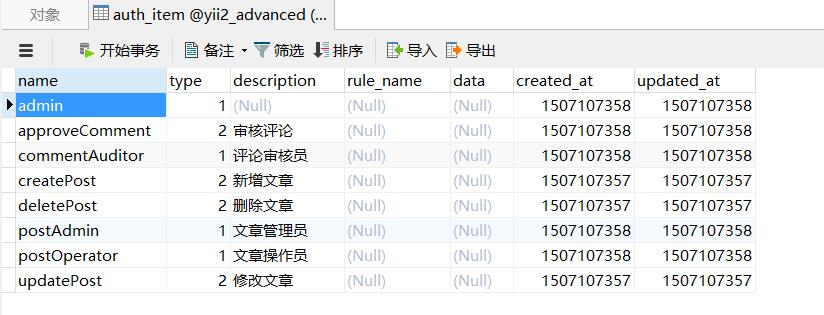 对象 auth_item @yii2_advanced (...
开始事务 备注 筛选 排序 导入 导出
name type description rule_name data created_at updated_at
admin 1 (Null) (Null) (Null) 1507107358 1507107358
approveComment 2 审核评论 (Null) (Null) 1507107358 1507107358
commentAuditor 1 评论审核员 (Null) (Null) 1507107358 1507107358
createPost 2 新增文章 (Null) (Null) 1507107357 1507107357
deletePost 2 删除文章 (Null) (Null) 1507107357 1507107357
postAdmin 1 文章管理员 (Null) (Null) 1507107358 1507107358
postOperator 1 文章操作员 (Null) (Null) 1507107358 1507107358
updatePost 2 修改文章 (Null) (Null) 1507107357 1507107357